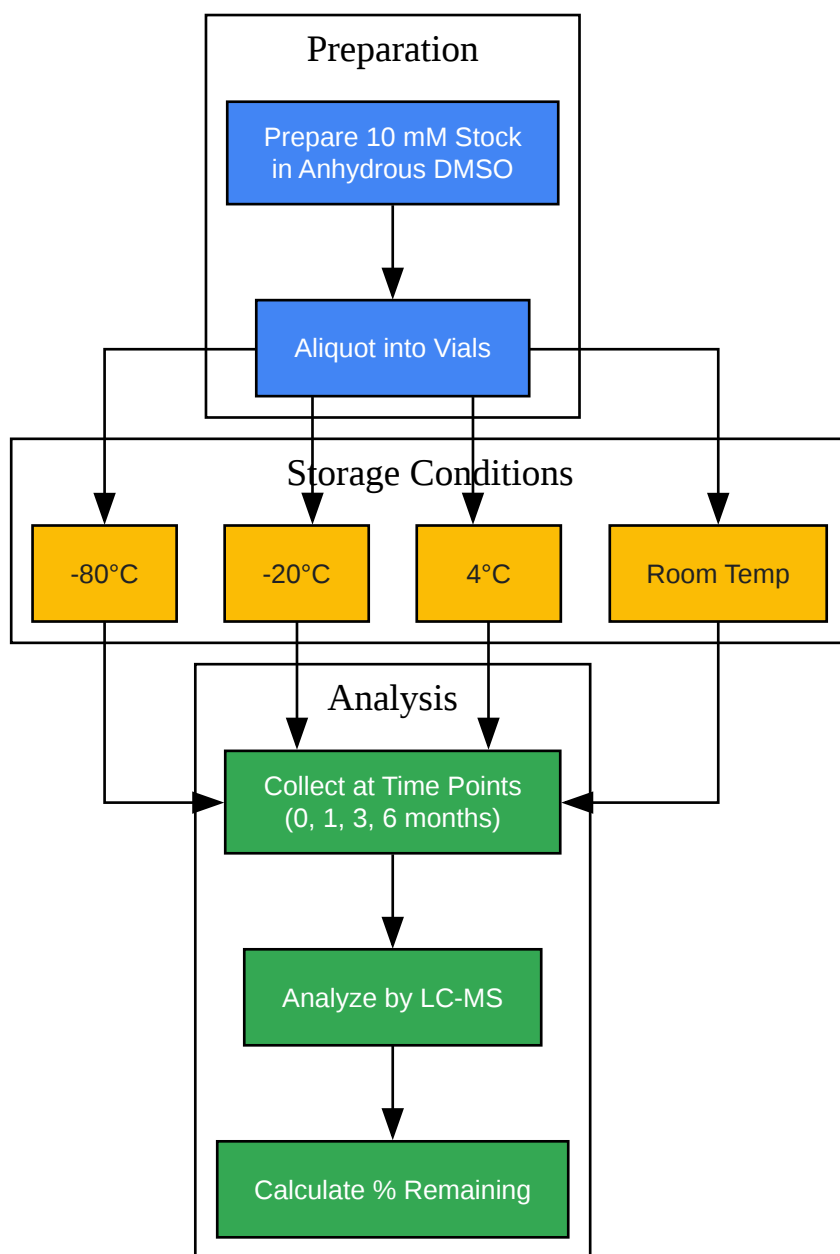 Preparation
Prepare 10 mM Stock
in Anhydrous DMSO
Aliquot into Vials
Storage Conditions
-80°C
-20°C
4°C
Room Temp
Analysis
Collect at Time Points
(0, 1, 3, 6 months)
Analyze by LC-MS
Calculate % Remaining